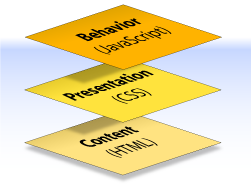 Behavior
(JavaScript)
Presentation
(CSS)
Content
(HTML)